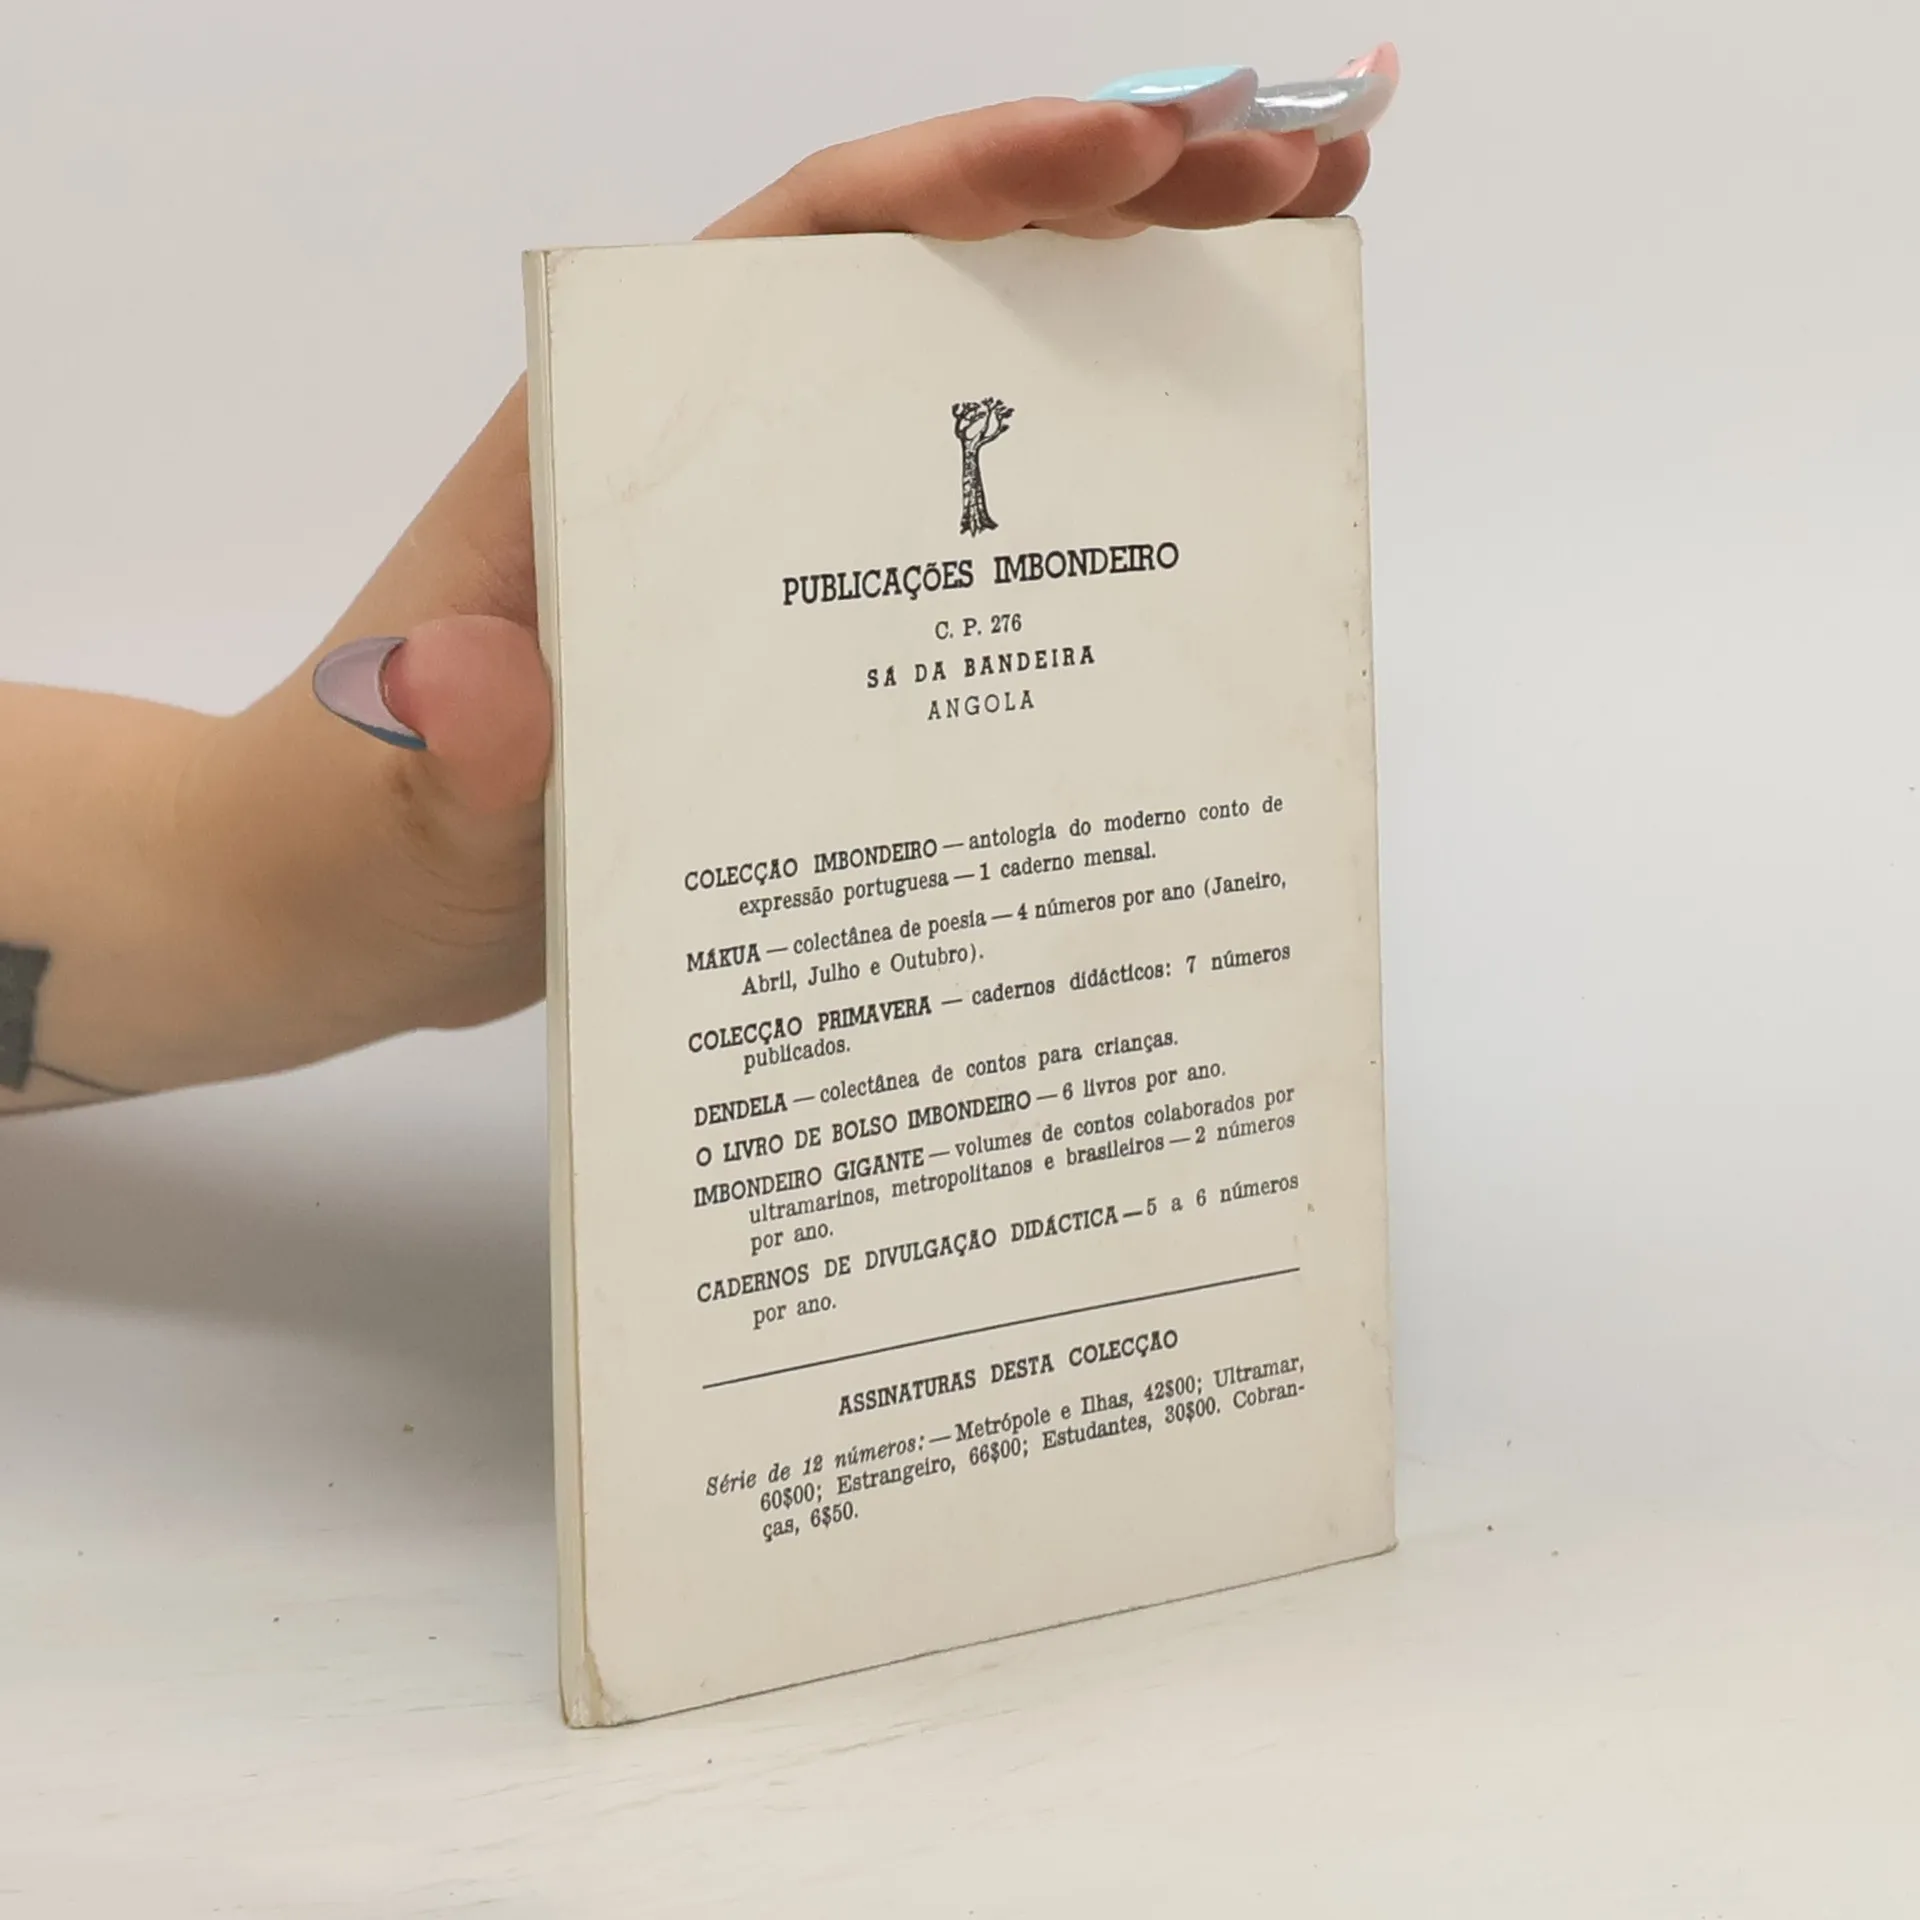 PUBLICAÇÕES IMBONDEIRO
C. P. 276
SÁ DA BANDEIRA
ANGOLA
COLECÇÃO IMBONDEIRO — antologia do moderno conto de
expressão portuguesa — 1 caderno mensal.
MÁKUA — colectânea de poesia — 4 números por ano (Janeiro,
Abril, Julho e Outubro).
COLECÇÃO PRIMAVERA — cadernos didácticos: 7 números
publicados.
DENDELA — colectânea de contos para crianças.
O LIVRO DE BOLSO IMBONDEIRO — 6 livros por ano.
IMBONDEIRO GIGANTE — volumes de contos colaborados por
ultramarinos, metropolitanos e brasileiros — 2 números
por ano.
CADERNOS DE DIVULGAÇÃO DIDÁCTICA — 5 a 6 números
por ano.
ASSINATURAS DESTA COLECÇÃO
Série de 12 números: — Metrópole e Ilhas, 42$00; Ultramar,
60$00; Estrangeiro, 66$00; Estudantes, 30$00. Cobran-
ças, 6$50.